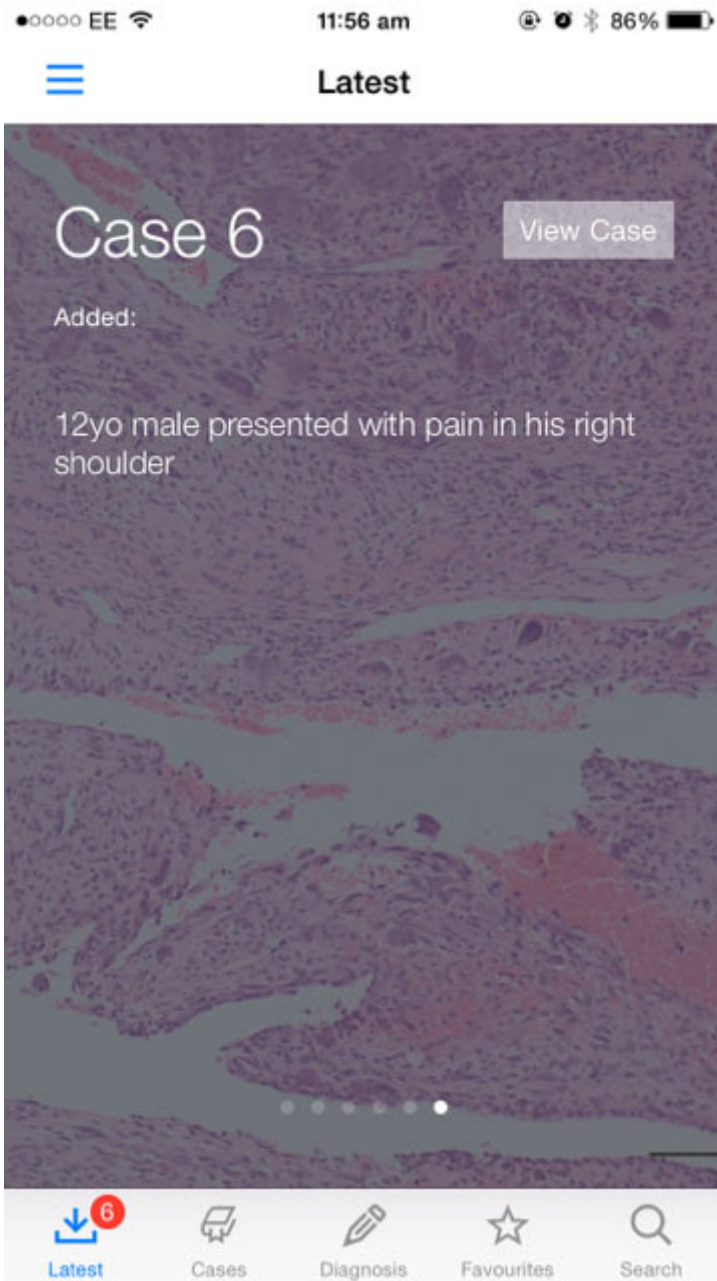 EE 11:56 am 86%
Latest
Case 6 View Case
Added:
12yo male presented with pain in his right
shoulder
6
Latest Cases Diagnosis Favourites Search